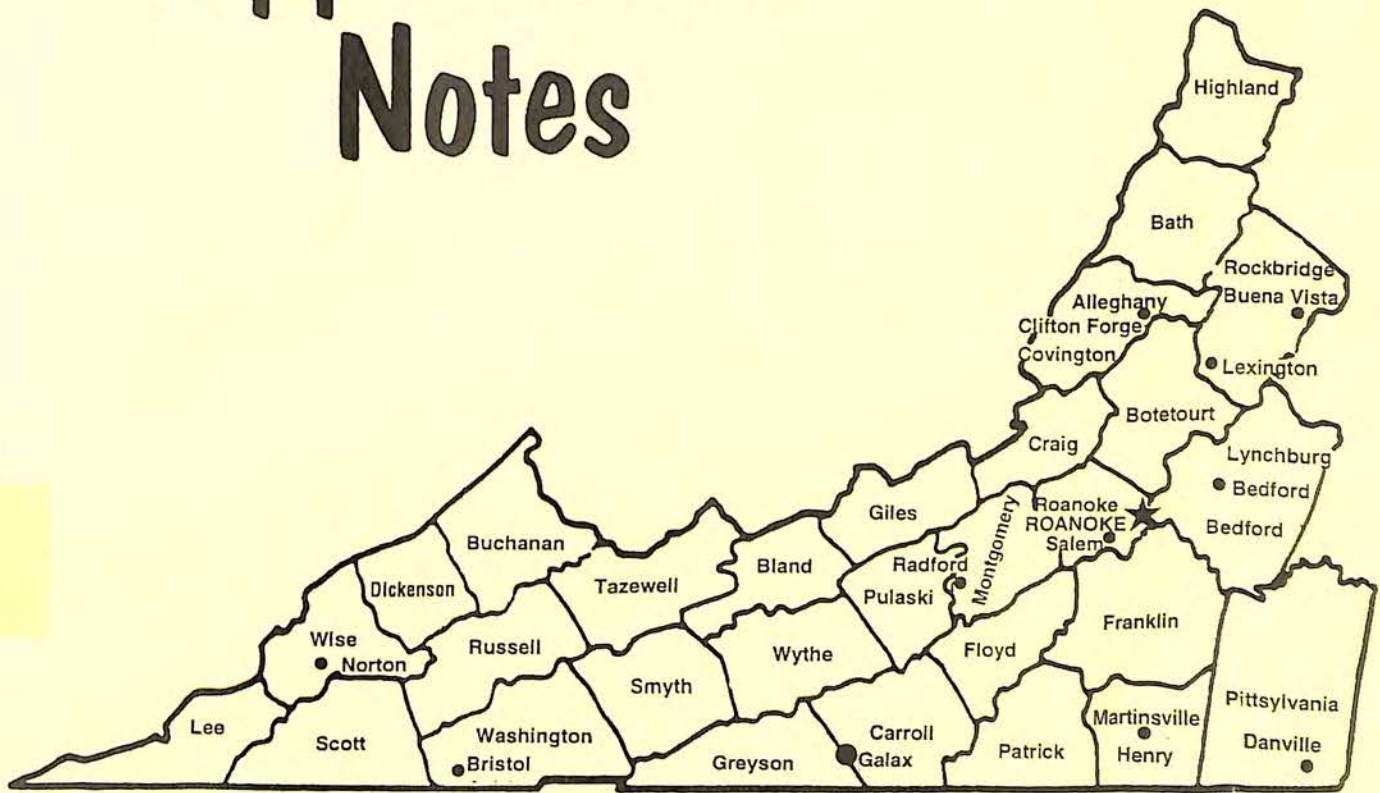 Notes
Highland
Bath
Rockbridge
Alleghany
Buena Vista
Clifton Forge
Covington
Lexington
Botetourt
Craig
Lynchburg
Bedford
Bedford
Giles
Montgomery
Roanoke
ROANOKE
Salem
Buchanan
Bland
Radford
Dickenson
Tazewell
Pulaski
Franklin
Wise
Norton
Russell
Wythe
Floyd
Smyth
Pittsylvania
Lee
Scott
Washington
Bristol
Greyson
Carroll
Galax
Patrick
Martinsville
Henry
Danville